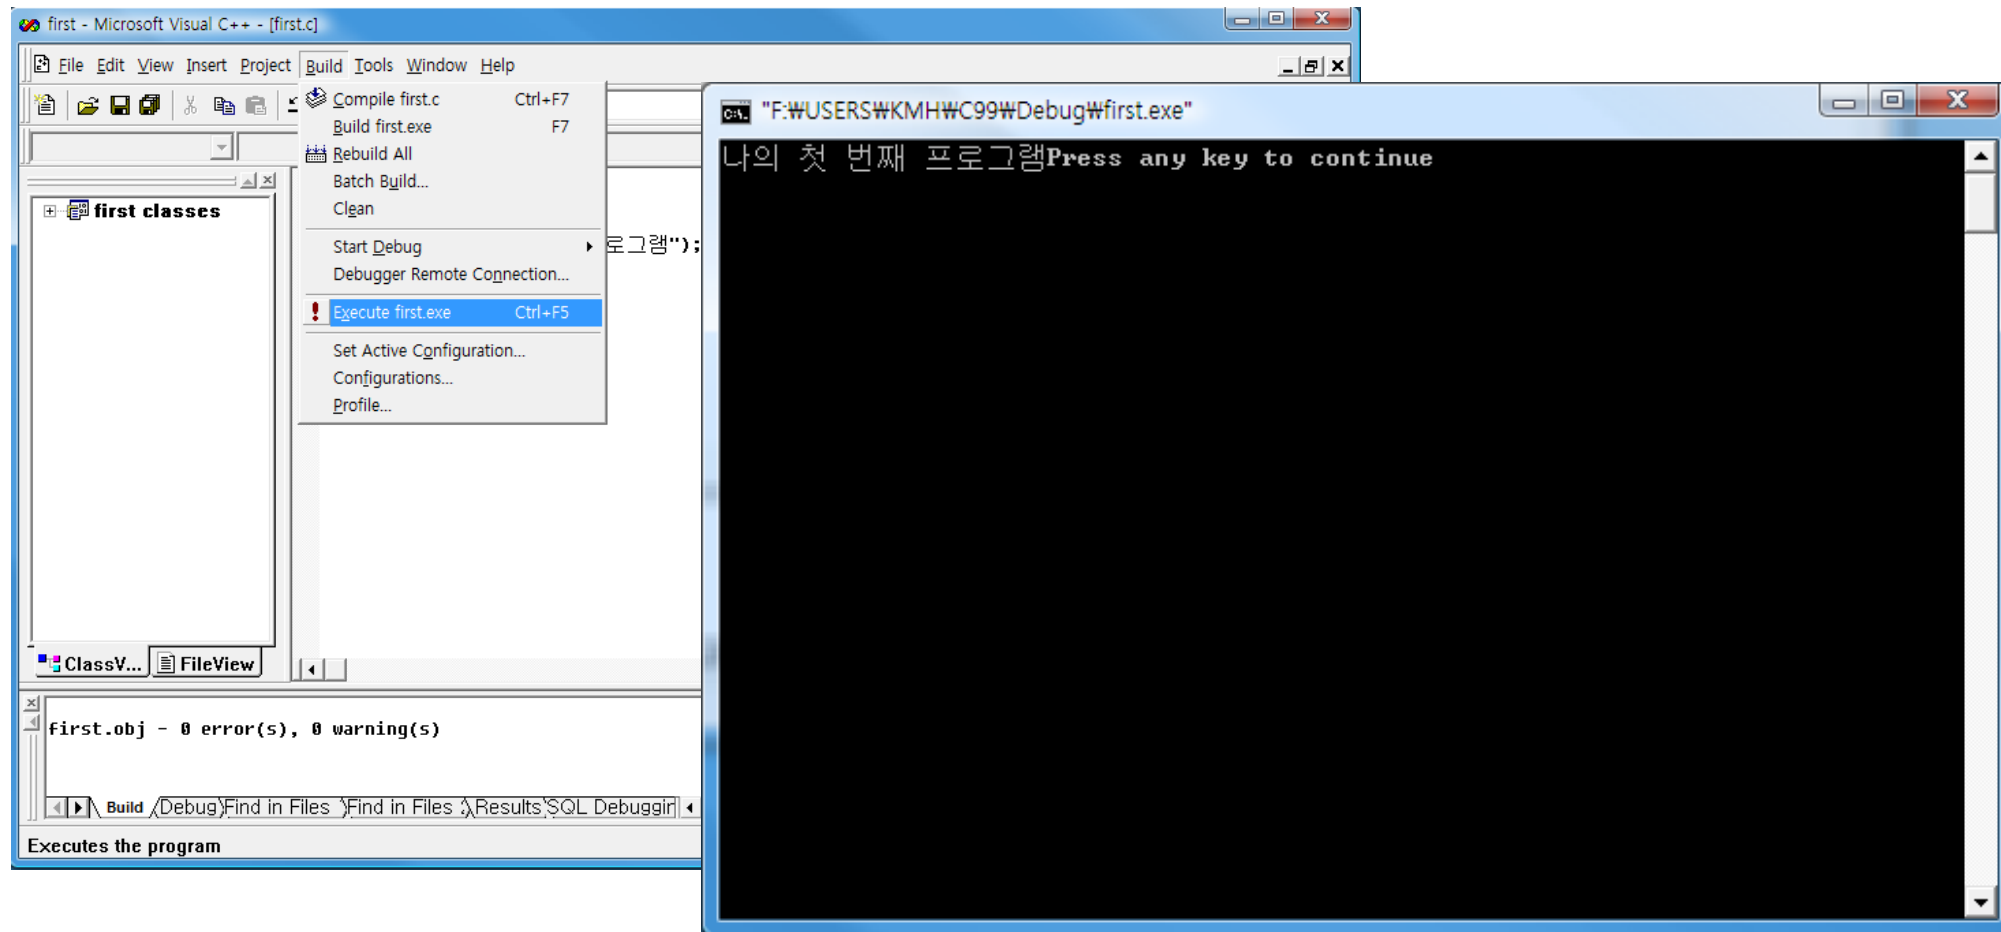 first - Microsoft Visual C++ - [first.c]
File Edit View Insert Project Build Tools Window Help
Compile first.c Ctrl+F7
Build first.exe F7
Rebuild All
Batch Build...
Clean
Start Debug
Debugger Remote Connection...
Execute first.exe Ctrl+F5
Set Active Configuration...
Configurations...
Profile...
first classes
로그램");
ClassV... FileView
first.obj - 0 error(s), 0 warning(s)
Build Debug Find in Files Find in Files Results SQL Debuggin
Executes the program
"F:₩USERS₩KMH₩C99₩Debug₩first.exe"
나의 첫 번째 프로그램Press any key to continue